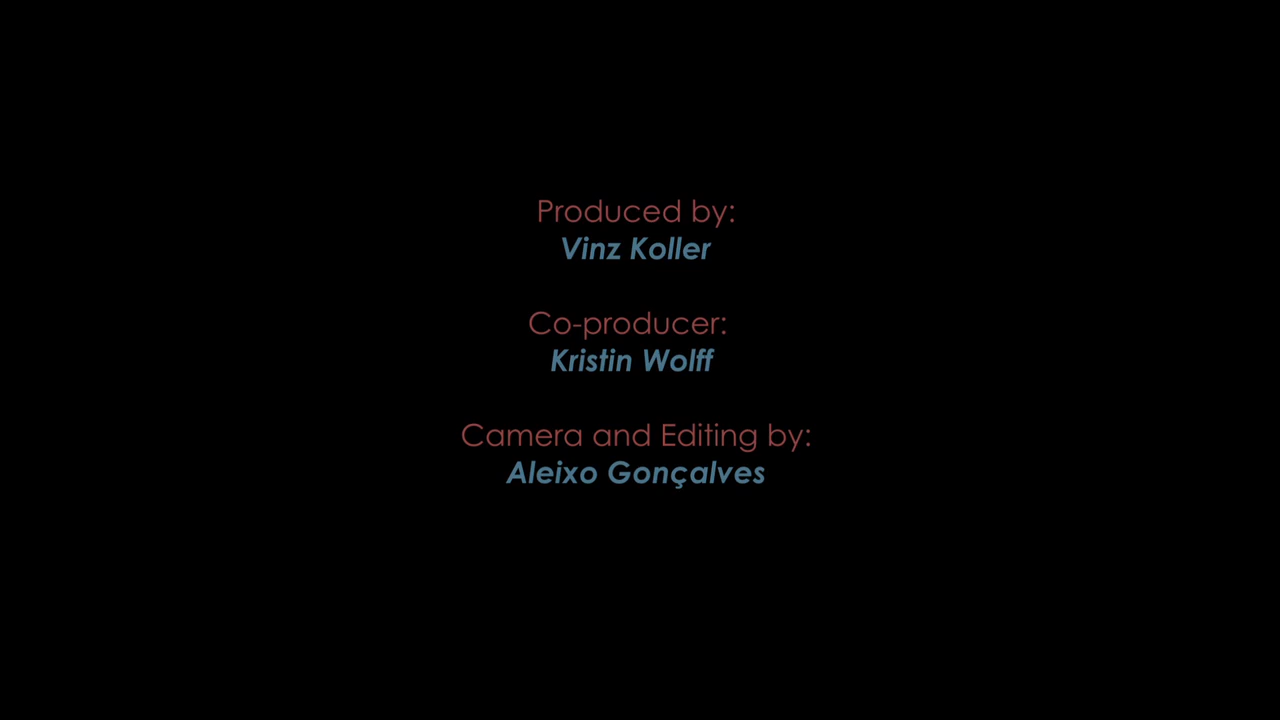 Produced by:
Vinz Koller
Co-producer:
Kristin Wolff
Camera and Editing by:
Aleixo Gonçalves